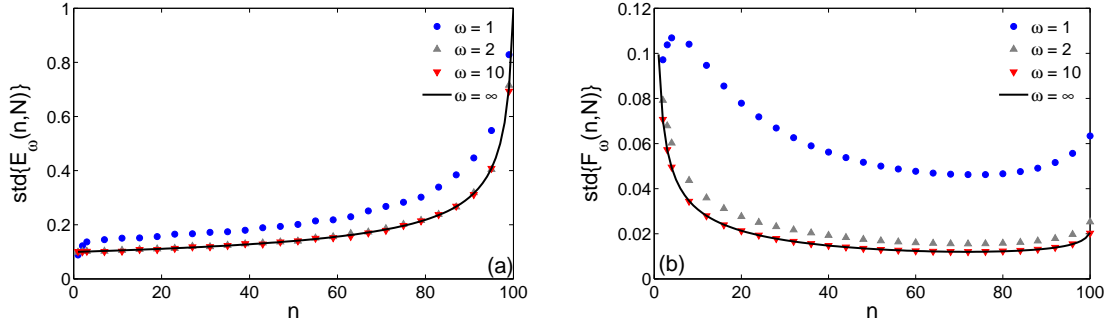 1
0.8
0.6
0.4
0.2
0
std{E_ω(n,N)}
ω = 1
ω = 2
ω = 10
ω = ∞
(a)
0 20 40 60 80 100
n
0.12
0.1
0.08
0.06
0.04
0.02
0
std{F_ω(n,N)}
ω = 1
ω = 2
ω = 10
ω = ∞
(b)
0 20 40 60 80 100
n